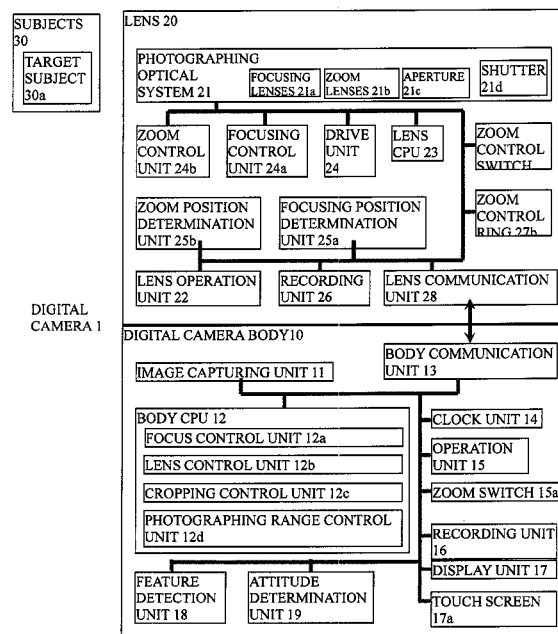 SUBJECTS
30
TARGET
SUBJECT
30a
LENS 20
PHOTOGRAPHING
OPTICAL
SYSTEM 21
FOCUSING
LENSES 21a
ZOOM
LENSES 21b
APERTURE
21c
SHUTTER
21d
ZOOM
CONTROL
UNIT 24b
FOCUSING
CONTROL
UNIT 24a
DRIVE
UNIT
24
LENS
CPU 23
ZOOM
CONTROL
SWITCH
ZOOM POSITION
DETERMINATION
UNIT 25b
FOCUSING POSITION
DETERMINATION
UNIT 25a
ZOOM
CONTROL
RING 27b
LENS OPERATION
UNIT 22
RECORDING
UNIT 26
LENS COMMUNICATION
UNIT 28
DIGITAL
CAMERA 1
DIGITAL CAMERA BODY10
IMAGE CAPTURING UNIT 11
BODY COMMUNICATION
UNIT 13
BODY CPU 12
FOCUS CONTROL UNIT 12a
LENS CONTROL UNIT 12b
CROPPING CONTROL UNIT 12c
PHOTOGRAPHING RANGE CONTROL
UNIT 12d
CLOCK UNIT 14
OPERATION
UNIT 15
ZOOM SWITCH 15a
RECORDING UNIT
16
DISPLAY UNIT 17
TOUCH SCREEN
17a
FEATURE
DETECTION
UNIT 18
ATTITUDE
DETERMINATION
UNIT 19